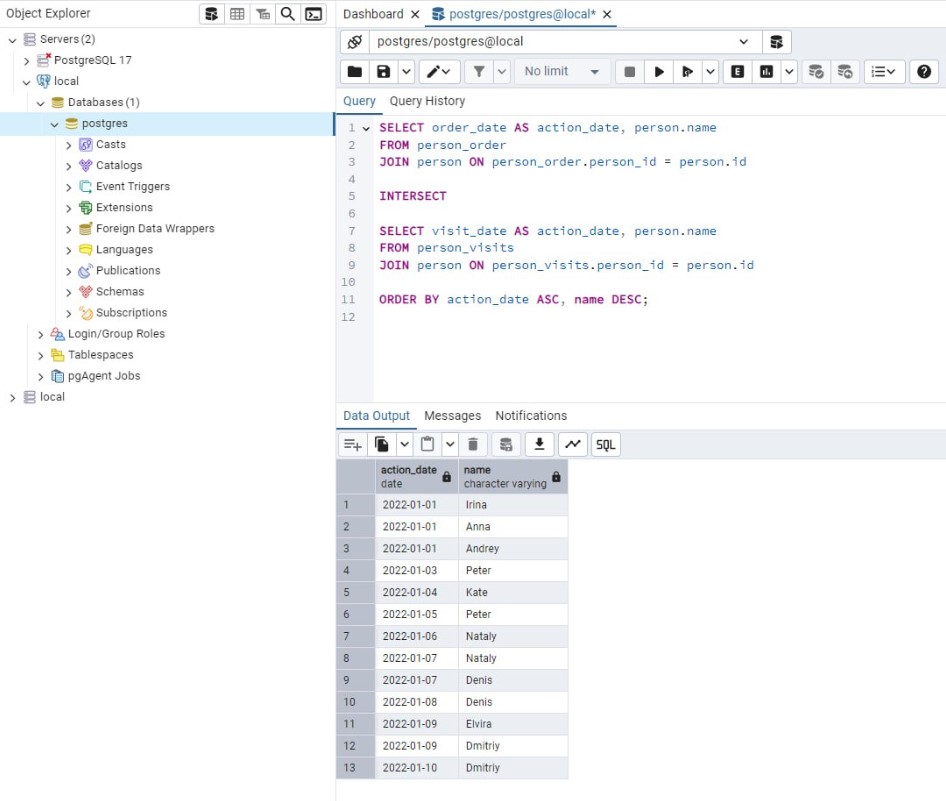 Object Explorer
Servers (2)
PostgreSQL 17
local
Databases (1)
postgres
Casts
Catalogs
Event Triggers
Extensions
Foreign Data Wrappers
Languages
Publications
Schemas
Subscriptions
Login/Group Roles
Tablespaces
pgAgent Jobs
local
Dashboard
postgres/postgres@local*
postgres/postgres@local
No limit
E
Query Query History
1 SELECT order_date AS action_date, person.name
2 FROM person_order
3 JOIN person ON person_order.person_id = person.id
4
5 INTERSECT
6
7 SELECT visit_date AS action_date, person.name
8 FROM person_visits
9 JOIN person ON person_visits.person_id = person.id
10
11 ORDER BY action_date ASC, name DESC;
12
Data Output Messages Notifications
SQL
action_date name
date character varying
1 2022-01-01 Irina
2 2022-01-01 Anna
3 2022-01-01 Andrey
4 2022-01-03 Peter
5 2022-01-04 Kate
6 2022-01-05 Peter
7 2022-01-06 Nataly
8 2022-01-07 Nataly
9 2022-01-07 Denis
10 2022-01-08 Denis
11 2022-01-09 Elvira
12 2022-01-09 Dmitriy
13 2022-01-10 Dmitriy